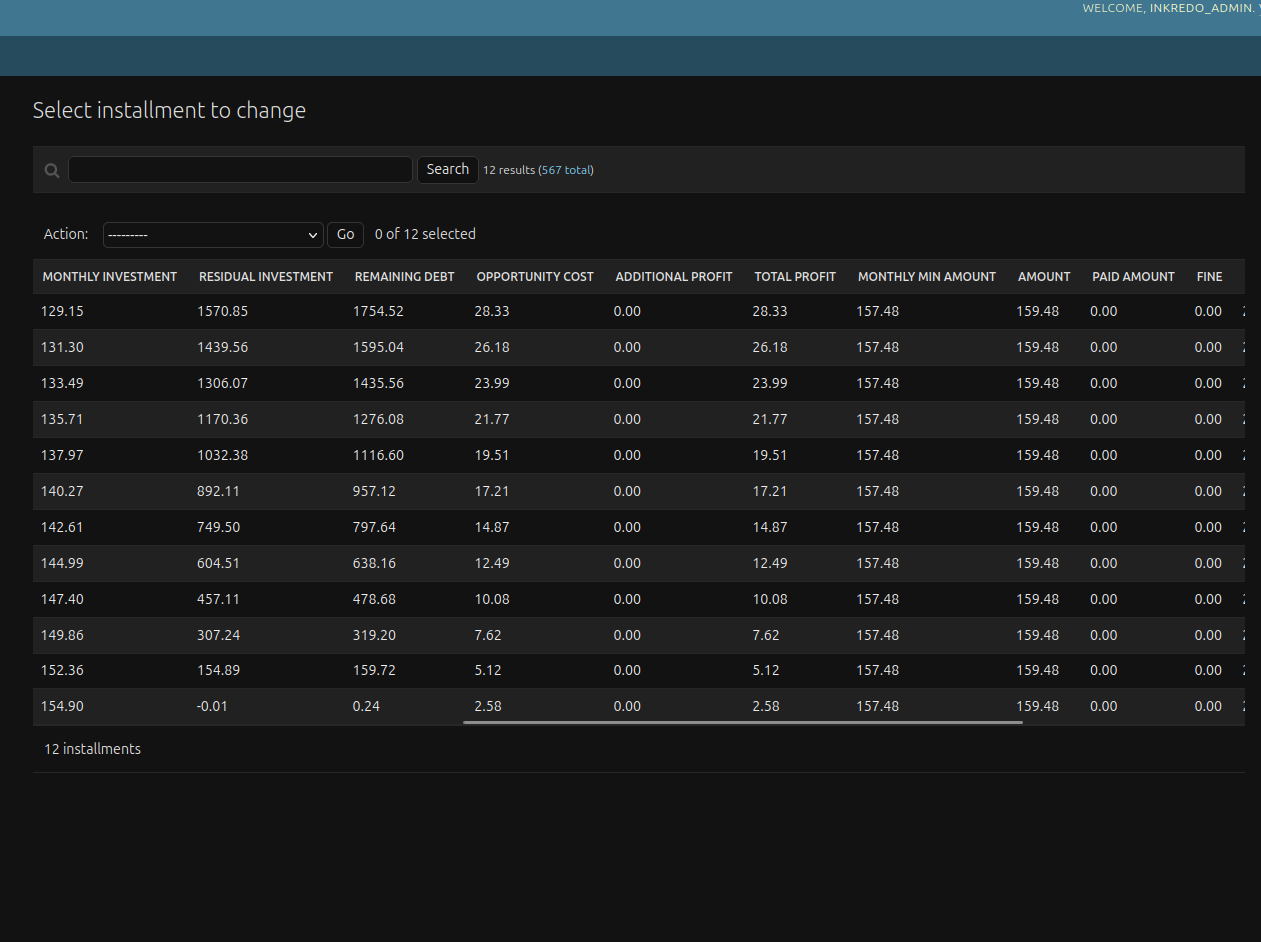 WELCOME, INKREDO_ADMIN.
Select installment to change
Search 12 results (567 total)
Action: --------- Go 0 of 12 selected
MONTHLY INVESTMENT RESIDUAL INVESTMENT REMAINING DEBT OPPORTUNITY COST ADDITIONAL PROFIT TOTAL PROFIT MONTHLY MIN AMOUNT AMOUNT PAID AMOUNT FINE
129.15 1570.85 1754.52 28.33 0.00 28.33 157.48 159.48 0.00 0.00
131.30 1439.56 1595.04 26.18 0.00 26.18 157.48 159.48 0.00 0.00
133.49 1306.07 1435.56 23.99 0.00 23.99 157.48 159.48 0.00 0.00
135.71 1170.36 1276.08 21.77 0.00 21.77 157.48 159.48 0.00 0.00
137.97 1032.38 1116.60 19.51 0.00 19.51 157.48 159.48 0.00 0.00
140.27 892.11 957.12 17.21 0.00 17.21 157.48 159.48 0.00 0.00
142.61 749.50 797.64 14.87 0.00 14.87 157.48 159.48 0.00 0.00
144.99 604.51 638.16 12.49 0.00 12.49 157.48 159.48 0.00 0.00
147.40 457.11 478.68 10.08 0.00 10.08 157.48 159.48 0.00 0.00
149.86 307.24 319.20 7.62 0.00 7.62 157.48 159.48 0.00 0.00
152.36 154.89 159.72 5.12 0.00 5.12 157.48 159.48 0.00 0.00
154.90 -0.01 0.24 2.58 0.00 2.58 157.48 159.48 0.00 0.00
12 installments